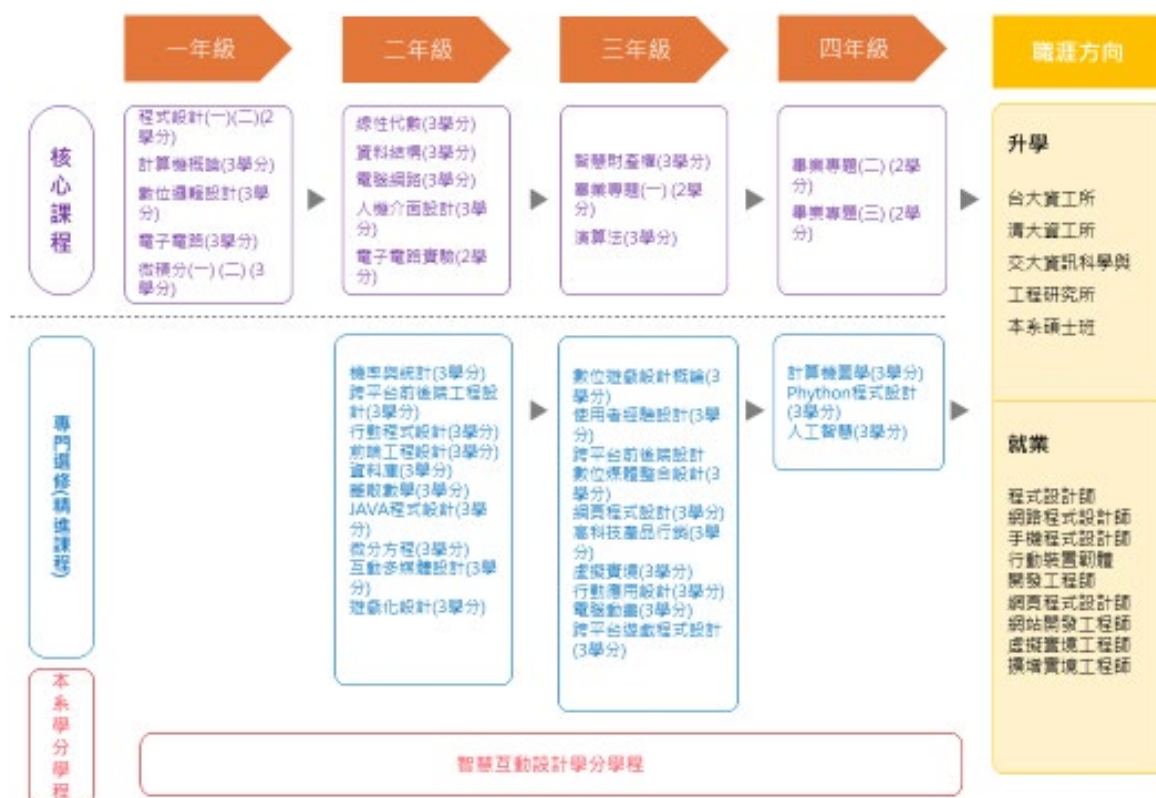 一年級
二年級
三年級
四年級
職涯方向
核心課程
程式設計(一)(二)(2
學分)
計算機概論(3學分)
數位邏輯設計(3學
分)
電子電路(3學分)
微積分(一) (二) (3
學分)
線性代數(3學分)
資料結構(3學分)
電腦網路(3學分)
人機介面設計(3學
分)
電子電路實驗(2學
分)
智慧財產權(3學分)
畢業專題(一) (2學
分)
演算法(3學分)
畢業專題(二) (2學
分)
畢業專題(三) (2學
分)
升學
台大資工所
清大資工所
交大資訊科學與
工程研究所
本系碩士班
專門選修(精進課程)
機率與統計(3學分)
跨平台前後端工程設
計(3學分)
行動程式設計(3學分)
前端工程設計(3學分)
資料庫(3學分)
離散數學(3學分)
JAVA程式設計(3學
分)
微分方程(3學分)
互動多媒體設計(3學
分)
遊戲化設計(3學分)
數位遊戲設計概論(3
學分)
使用者經驗設計(3學
分)
跨平台前後端設計
數位媒體整合設計(3
學分)
網頁程式設計(3學分)
高科技產品行銷(3學
分)
虛擬實境(3學分)
行動應用設計(3學分)
電腦動畫(3學分)
跨平台遊戲程式設計
(3學分)
計算機圖學(3學分)
Phython程式設計
(3學分)
人工智慧(3學分)
就業
程式設計師
網路程式設計師
手機程式設計師
行動裝置韌體
開發工程師
網頁程式設計師
網站開發工程師
虛擬實境工程師
擴增實境工程師
本系學分學程
智慧互動設計學分學程